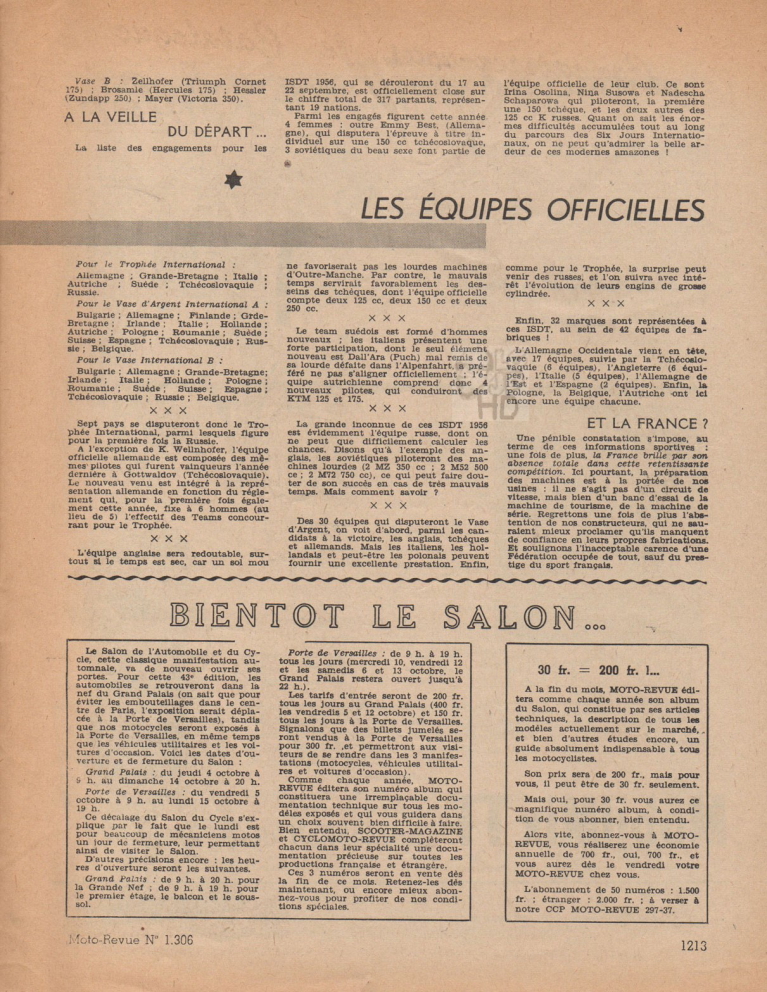 Vase B : Zellhofer (Triumph Cornet
175) ; Brosamie (Hercules 175) ; Hessler
(Zundapp 250) ; Mayer (Victoria 350).
A LA VEILLE
DU DÉPART ...
La liste des engagements pour les
ISDT 1956, qui se dérouleront du 17 au
22 septembre, est officiellement close sur
le chiffre total de 317 partants, représen-
tant 19 nations.
Parmi les engagés figurent cette année
4 femmes : outre Emmy Best, (Allema-
gne), qui disputera l'épreuve à titre in-
dividuel sur une 150 cc tchécoslovaque,
3 soviétiques du beau sexe font partie de
l'équipe officielle de leur club. Ce sont
Irina Osolina, Nina Susowa et Nadescha
Schaparowa qui piloteront, la première
une 150 tchèque, et les deux autres des
125 cc K russes. Quant on sait les énor-
mes difficultés accumulées tout au long
du parcours des Six Jours Internatio-
naux, on ne peut qu'admirer la belle ar-
deur de ces modernes amazones !
LES ÉQUIPES OFFICIELLES
Pour le Trophée International :
Allemagne ; Grande-Bretagne ; Italie ;
Autriche ; Suède ; Tchécoslovaquie ;
Russie.
Pour le Vase d'Argent International A :
Bulgarie ; Allemagne ; Finlande ; Grde-
Bretagne ; Irlande ; Italie ; Hollande ;
Autriche ; Pologne ; Roumanie ; Suède ;
Suisse ; Espagne ; Tchécoslovaquie ; Rus-
sie ; Belgique.
Pour le Vase International B :
Bulgarie ; Allemagne ; Grande-Bretagne;
Irlande ; Italie ; Hollande ; Pologne ;
Roumanie ; Suède ; Suisse ; Espagne ;
Tchécoslovaquie ; Russie ; Belgique.
× × ×
Sept pays se disputeront donc le Tro-
phée International, parmi lesquels figure
pour la première fois la Russie.
A l'exception de K. Wellnhofer, l'équipe
officielle allemande est composée des mê-
mes pilotes qui furent vainqueurs l'année
dernière à Gottwaldov (Tchécoslovaquie).
Le nouveau venu est intégré à la repré-
sentation allemande en fonction du règle-
ment qui, pour la première fois égale-
ment cette année, fixe à 6 hommes (au
lieu de 5) l'effectif des Teams concour-
rant pour le Trophée.
× × ×
L'équipe anglaise sera redoutable, sur-
tout si le temps est sec, car un sol mou
ne favoriserait pas les lourdes machines
d'Outre-Manche. Par contre, le mauvais
temps servirait favorablement les des-
seins des tchèques, dont l'équipe officielle
compte deux 125 cc, deux 150 cc et deux
250 cc.
× × ×
Le team suédois est formé d'hommes
nouveaux ; les italiens présentent une
forte participation, dont le seul élément
nouveau est Dall'Ara (Puch) mal remis de
sa lourde défaite dans l'Alpenfahrt, a pré-
féré ne pas s'aligner officiellement ; l'é-
quipe autrichienne comprend donc 4
nouveaux pilotes, qui conduiront des
KTM 125 et 175.
× × ×
La grande inconnue de ces ISDT 1956
est évidemment l'équipe russe, dont on
ne peut que difficilement calculer les
chances. Disons qu'à l'exemple des an-
glais, les soviétiques piloteront des ma-
chines lourdes (2 MZ 350 cc ; 2 M52 500
cc ; 2 M72 750 cc), ce qui peut faire dou-
ter de son succès en cas de très mauvais
temps. Mais comment savoir ?
× × ×
Des 30 équipes qui disputeront le Vase
d'Argent, on voit d'abord, parmi les can-
didats à la victoire, les anglais, tchèques
et allemands. Mais les italiens, les hol-
landais et peut-être les polonais peuvent
fournir une excellente prestation. Enfin,
comme pour le Trophée, la surprise peut
venir des russes, et l'on suivra avec inté-
rêt l'évolution de leurs engins de grosse
cylindrée.
× × ×
Enfin, 32 marques sont représentées à
ces ISDT, au sein de 42 équipes de fa-
briques !
L'Allemagne Occidentale vient en tête,
avec 17 équipes, suivie par la Tchécoslo-
vaquie (6 équipes), l'Angleterre (6 équi-
pes), l'Italie (5 équipes), l'Allemagne de
l'Est et l'Espagne (2 équipes). Enfin, la
Pologne, la Belgique, l'Autriche ont ici
encore une équipe chacune.
ET LA FRANCE ?
Une pénible constatation s'impose, au
terme de ces informations sportives :
une fois de plus, la France brille par son
absence totale dans cette retentissante
compétition. Ici pourtant, la préparation
des machines est à la portée de nos
usines : il ne s'agit pas d'un circuit de
vitesse, mais bien d'un banc d'essai de la
machine de tourisme, de la machine de
série. Regrettons une fois de plus l'abs-
tention de nos constructeurs, qui ne sau-
raient mieux proclamer qu'ils manquent
de confiance en leurs propres fabrications.
Et soulignons l'inacceptable carence d'une
Fédération occupée de tout, sauf du pres-
tige du sport français.
BIENTOT LE SALON...
Le Salon de l'Automobile et du Cy-
cle, cette classique manifestation au-
tomnale, va de nouveau ouvrir ses
portes. Pour cette 43e édition, les
automobiles se retrouveront dans la
nef du Grand Palais (on sait que pour
éviter les embouteillages dans le cen-
tre de Paris, l'exposition serait dépla-
cée à la Porte de Versailles), tandis
que nos motocycles seront exposés à
la Porte de Versailles, en même temps
que les véhicules utilitaires et les voi-
tures d'occasion. Voici les dates d'ou-
verture et de fermeture du Salon :
Grand Palais : du jeudi 4 octobre à
9 h. au dimanche 14 octobre à 20 h.
Porte de Versailles : du vendredi 5
octobre à 9 h. au lundi 15 octobre à
19 h.
Ce décalage du Salon du Cycle s'ex-
plique par le fait que le lundi est
pour beaucoup de mécaniciens motos
un jour de fermeture, leur permettant
ainsi de visiter le Salon.
D'autres précisions encore : les heu-
res d'ouverture seront les suivantes.
Grand Palais : de 9 h. à 20 h. pour
la Grande Nef ; de 9 h. à 19 h. pour
le premier étage, le balcon et le sous-
sol.
Porte de Versailles : de 9 h. à 19 h.
tous les jours (mercredi 10, vendredi 12
et les samedis 6 et 13 octobre, le
Grand Palais restera ouvert jusqu'à
22 h.).
Les tarifs d'entrée seront de 200 fr.
tous les jours au Grand Palais (400 fr.
les vendredis 5 et 12 octobre) et 150 fr.
tous les jours à la Porte de Versailles.
Signalons que des billets jumelés se-
ront vendus à la Porte de Versailles
pour 300 fr. ,et permettront aux visi-
teurs de se rendre dans les 3 manifes-
tations (motocycles, véhicules utilitai-
res et voitures d'occasion).
Comme chaque année, MOTO-
REVUE éditera son numéro album qui
constituera une irremplaçable docu-
mentation technique sur tous les mo-
dèles exposés et qui vous guidera dans
un choix souvent bien difficile à faire.
Bien entendu, SCOOTER-MAGAZINE
et CYCLOMOTO-REVUE compléteront
chacun dans leur spécialité une docu-
mentation précieuse sur toutes les
productions française et étrangère.
Ces 3 numéros seront en vente dès
la fin de ce mois. Retenez-les dès
maintenant, ou encore mieux abon-
nez-vous pour profiter de nos condi-
tions spéciales.
30 fr. = 200 fr. !...
A la fin du mois, MOTO-REVUE édi-
tera comme chaque année son album
du Salon, qui constitue par ses articles
techniques, la description de tous les
modèles actuellement sur le marché,
et bien d'autres études encore, un
guide absolument indispensable à tous
les motocyclistes.
Son prix sera de 200 fr., mais pour
vous, il peut être de 30 fr. seulement.
Mais oui, pour 30 fr. vous aurez ce
magnifique numéro album, à condi-
tion de vous abonner, bien entendu.
Alors vite, abonnez-vous à MOTO-
REVUE, vous réaliserez une économie
annuelle de 700 fr., oui, 700 fr., et
vous aurez dès le vendredi votre
MOTO-REVUE chez vous.
L'abonnement de 50 numéros : 1.500
fr. ; étranger : 2.000 fr. ; à verser à
notre CCP MOTO-REVUE 297-37.
Moto-Revue N° 1.306
1213